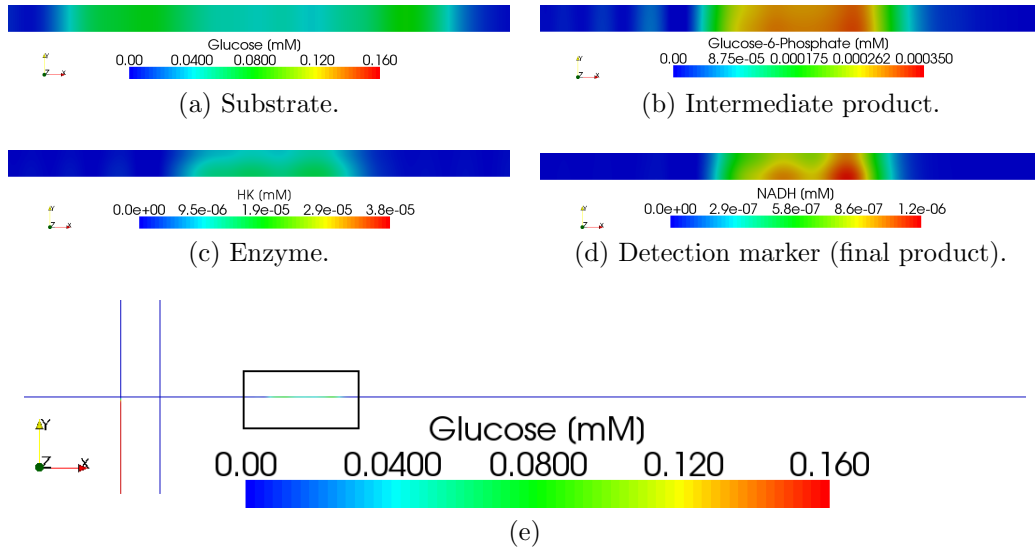 Glucose (mM)
0.00 0.0400 0.0800 0.120 0.160
Y
Z X
(a) Substrate.
Glucose-6-Phosphate (mM)
0.00 8.75e-05 0.000175 0.000262 0.000350
Y
Z X
(b) Intermediate product.
HK (mM)
0.0e+00 9.5e-06 1.9e-05 2.9e-05 3.8e-05
Y
Z X
(c) Enzyme.
NADH (mM)
0.0e+00 2.9e-07 5.8e-07 8.6e-07 1.2e-06
Y
Z X
(d) Detection marker (final product).
Y
Z X
Glucose (mM)
0.00 0.0400 0.0800 0.120 0.160
(e)